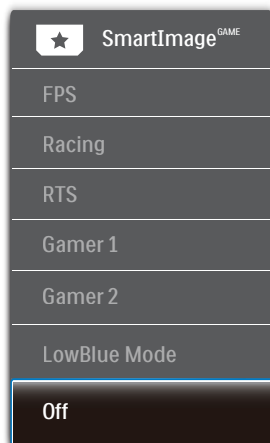 SmartImage GAME
FPS
Racing
RTS
Gamer 1
Gamer 2
LowBlue Mode
Off